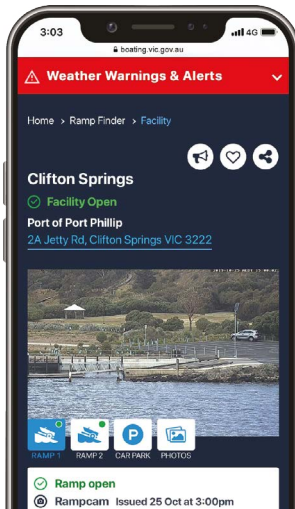 3:03
4G
boating.vic.gov.au
Weather Warnings & Alerts
Home > Ramp Finder > Facility
Clifton Springs
Facility Open
Port of Port Phillip
2A Jetty Rd, Clifton Springs VIC 3222
P
RAMP 1 RAMP 2 CAR PARK PHOTOS
Ramp open
Rampcam Issued 25 Oct at 3:00pm